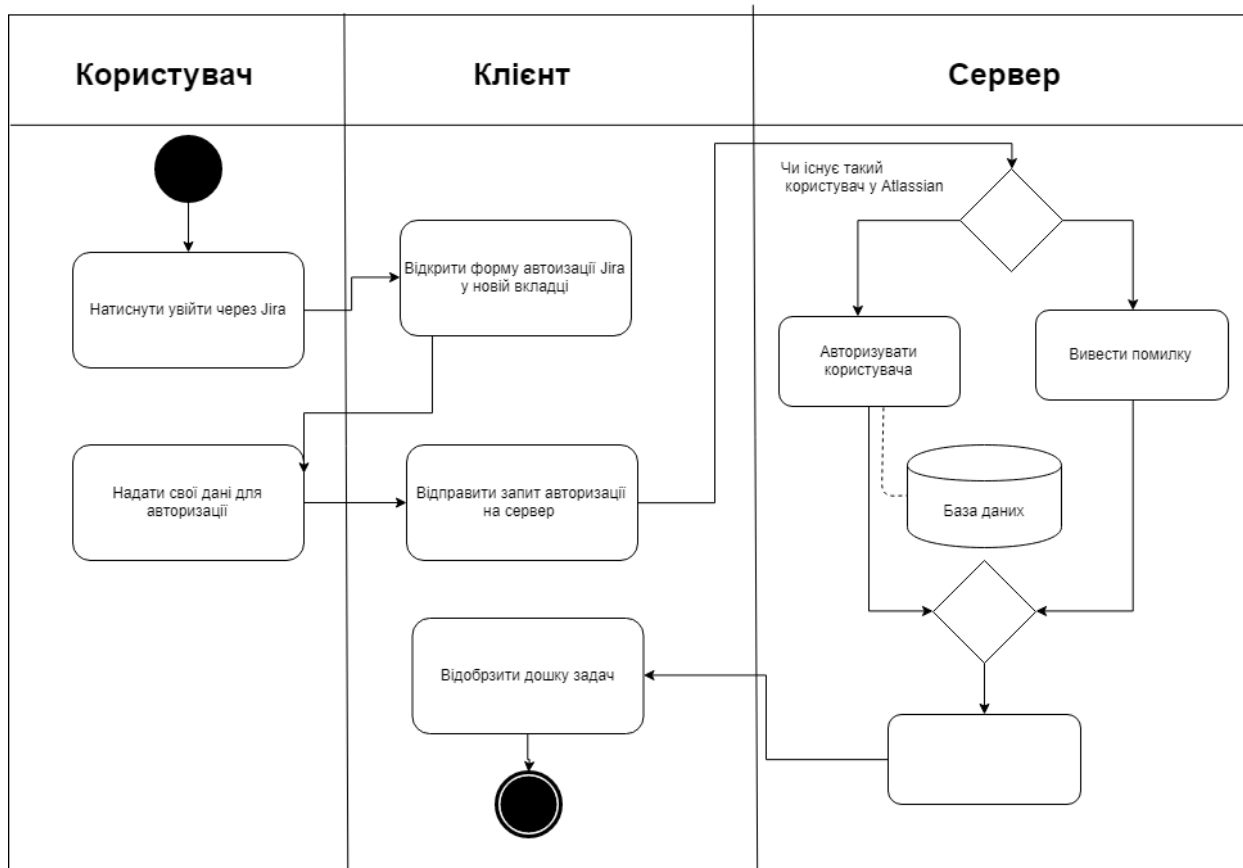 Користувач
Клієнт
Сервер
Чи існує такий
користувач у Atlassian
Відкрити форму автоизації Jira
у новій вкладці
Натиснути увійти через Jira
Авторизувати
користувача
Вивести помилку
Надати свої дані для
авторизації
Відправити запит авторизації
на сервер
База даних
Відобрзити дошку задач